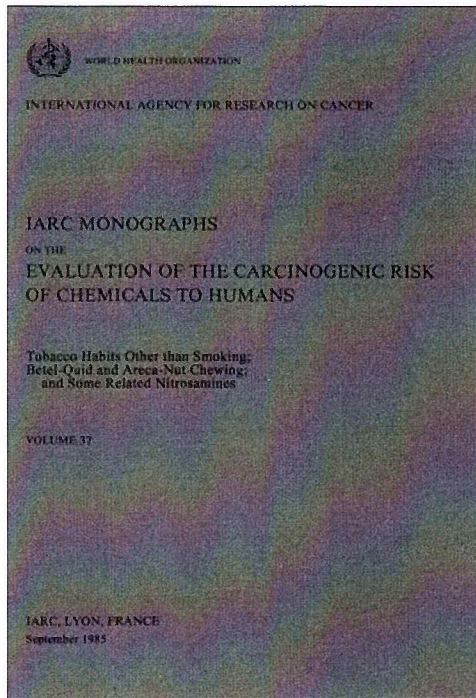 WORLD HEALTH ORGANIZATION
INTERNATIONAL AGENCY FOR RESEARCH ON CANCER
IARC MONOGRAPHS
ON THE
EVALUATION OF THE CARCINOGENIC RISK
OF CHEMICALS TO HUMANS
Tobacco Habits Other than Smoking;
Betel-Quid and Areca-Nut Chewing;
and Some Related Nitrosamines
VOLUME 37
IARC, LYON, FRANCE
September 1985